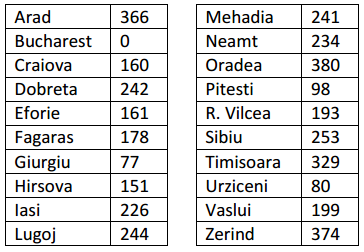 Arad 366
Bucharest 0
Craiova 160
Dobreta 242
Eforie 161
Fagaras 178
Giurgiu 77
Hirsova 151
Iasi 226
Lugoj 244
Mehadia 241
Neamt 234
Oradea 380
Pitesti 98
R. Vilcea 193
Sibiu 253
Timisoara 329
Urziceni 80
Vaslui 199
Zerind 374